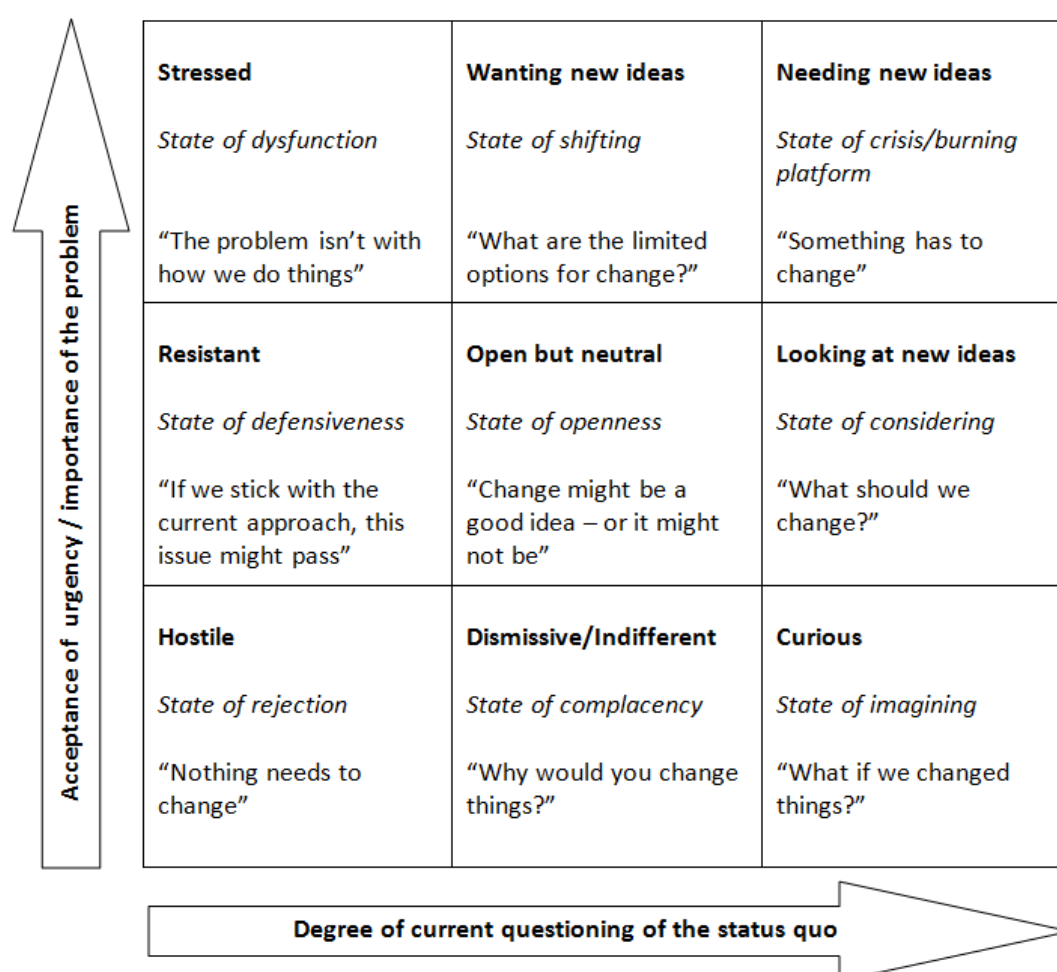 Acceptance of urgency / importance of the problem
Stressed
State of dysfunction
“The problem isn’t with
how we do things”
Wanting new ideas
State of shifting
“What are the limited
options for change?”
Needing new ideas
State of crisis/burning
platform
“Something has to
change”
Resistant
State of defensiveness
“If we stick with the
current approach, this
issue might pass”
Open but neutral
State of openness
“Change might be a
good idea – or it might
not be”
Looking at new ideas
State of considering
“What should we
change?”
Hostile
State of rejection
“Nothing needs to
change”
Dismissive/Indifferent
State of complacency
“Why would you change
things?”
Curious
State of imagining
“What if we changed
things?”
Degree of current questioning of the status quo